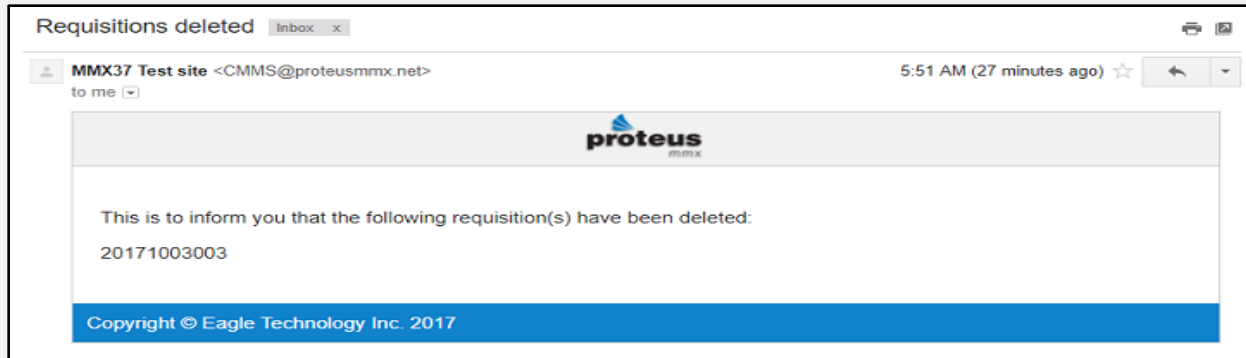 Requisitions deleted Inbox x
MMX37 Test site <CMMS@proteusmmx.net> 5:51 AM (27 minutes ago)
to me
proteus
mmx
This is to inform you that the following requisition(s) have been deleted:
20171003003
Copyright © Eagle Technology Inc. 2017